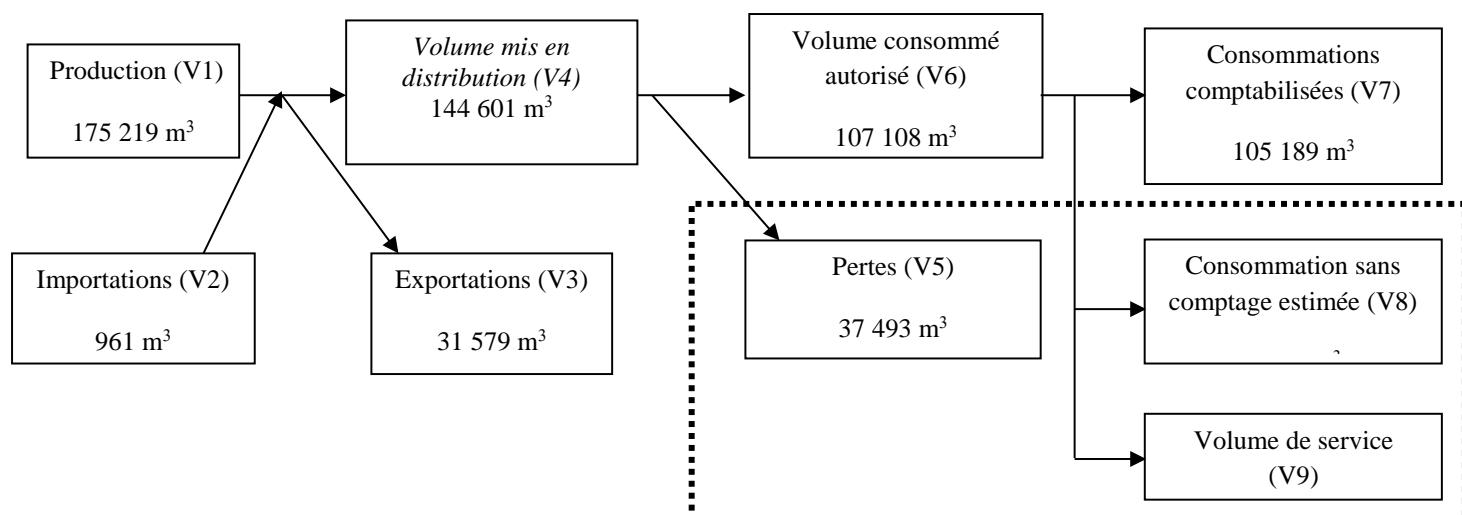 Production (V1)
175 219 m³
Volume mis en
distribution (V4)
144 601 m³
Volume consommé
autorisé (V6)
107 108 m³
Consommations
comptabilisées (V7)
105 189 m³
Importations (V2)
961 m³
Exportations (V3)
31 579 m³
Pertes (V5)
37 493 m³
Consommation sans
comptage estimée (V8)
Volume de service
(V9)